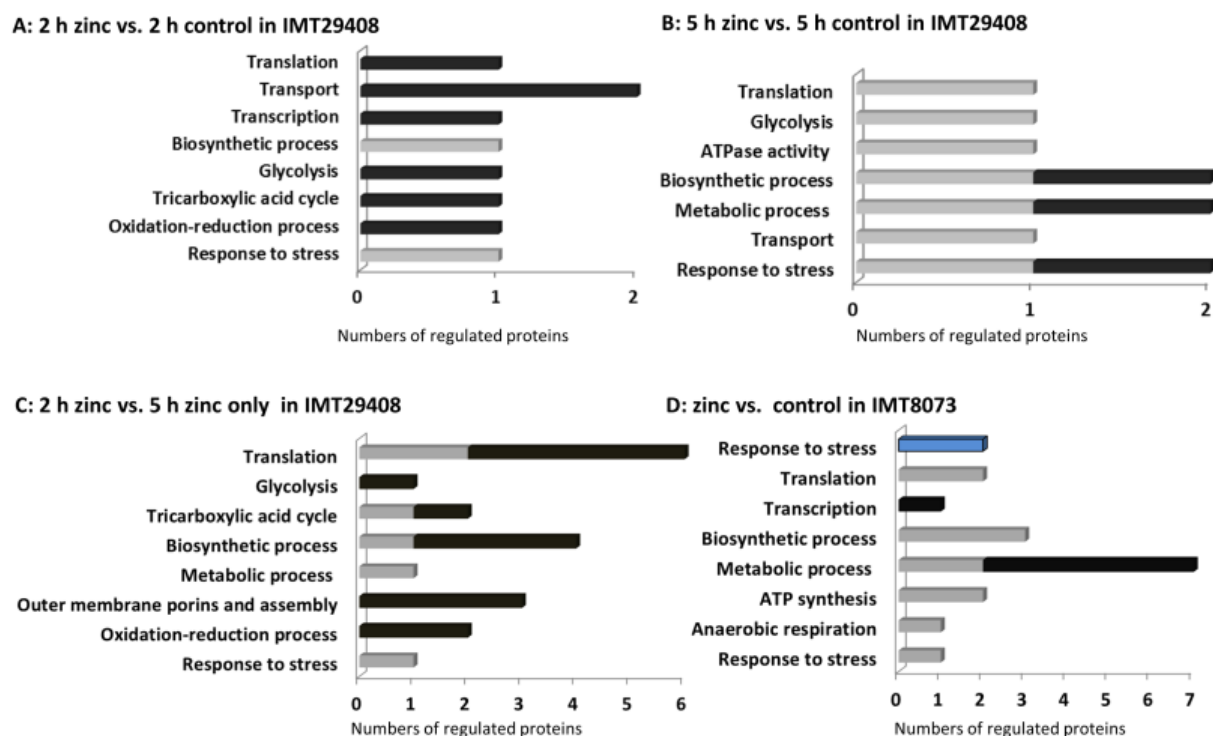 A: 2 h zinc vs. 2 h control in IMT29408
Translation
Transport
Transcription
Biosynthetic process
Glycolysis
Tricarboxylic acid cycle
Oxidation-reduction process
Response to stress
0 1 2
Numbers of regulated proteins
B: 5 h zinc vs. 5 h control in IMT29408
Translation
Glycolysis
ATPase activity
Biosynthetic process
Metabolic process
Transport
Response to stress
0 1 2
Numbers of regulated proteins
C: 2 h zinc vs. 5 h zinc only in IMT29408
Translation
Glycolysis
Tricarboxylic acid cycle
Biosynthetic process
Metabolic process
Outer membrane porins and assembly
Oxidation-reduction process
Response to stress
0 1 2 3 4 5 6
Numbers of regulated proteins
D: zinc vs. control in IMT8073
Response to stress
Translation
Transcription
Biosynthetic process
Metabolic process
ATP synthesis
Anaerobic respiration
Response to stress
0 1 2 3 4 5 6 7
Numbers of regulated proteins